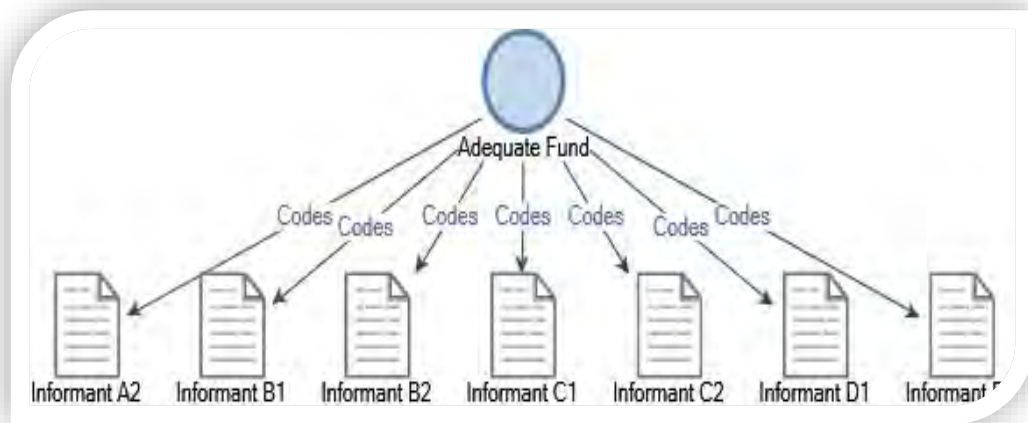 Adequate Fund
Codes Codes Codes Codes Codes Codes Codes
Informant A2 Informant B1 Informant B2 Informant C1 Informant C2 Informant D1 Informant